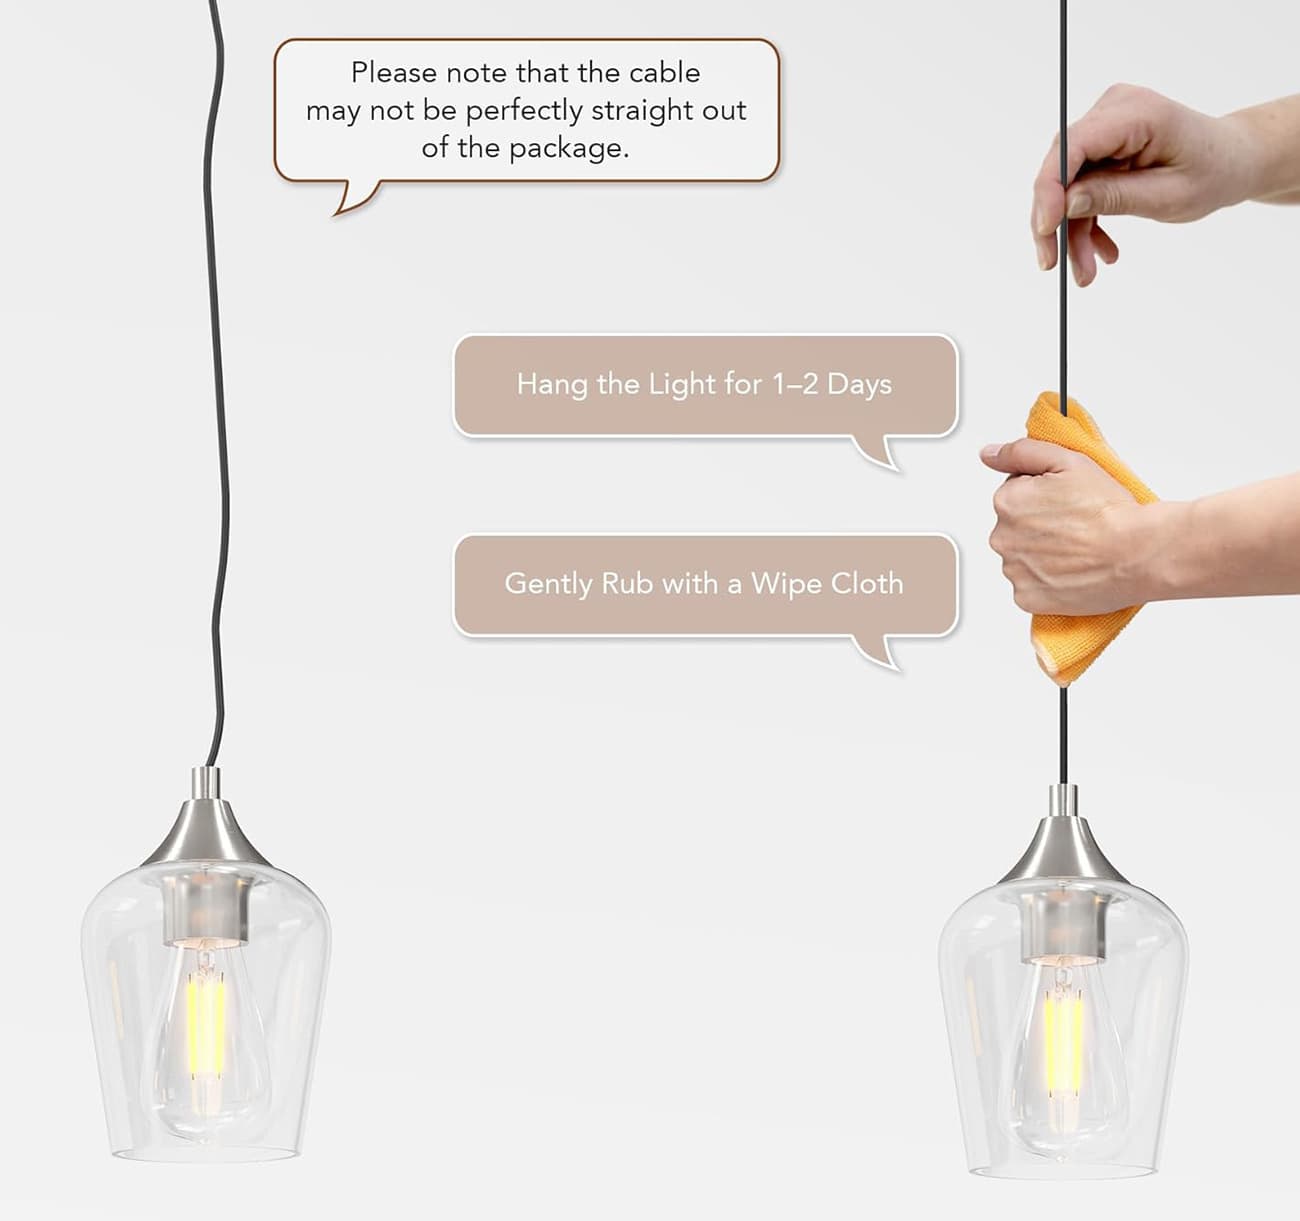 Please note that the cable
may not be perfectly straight out
of the package.
Hang the Light for 1–2 Days
Gently Rub with a Wipe Cloth